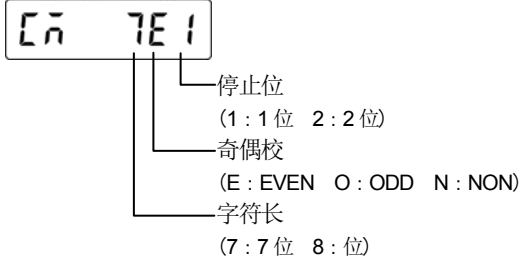 Cñ 7E1
停止位
(1：1位 2：2位)
奇偶校
(E：EVEN O：ODD N：NON)
字符长
(7：7位 8：位)